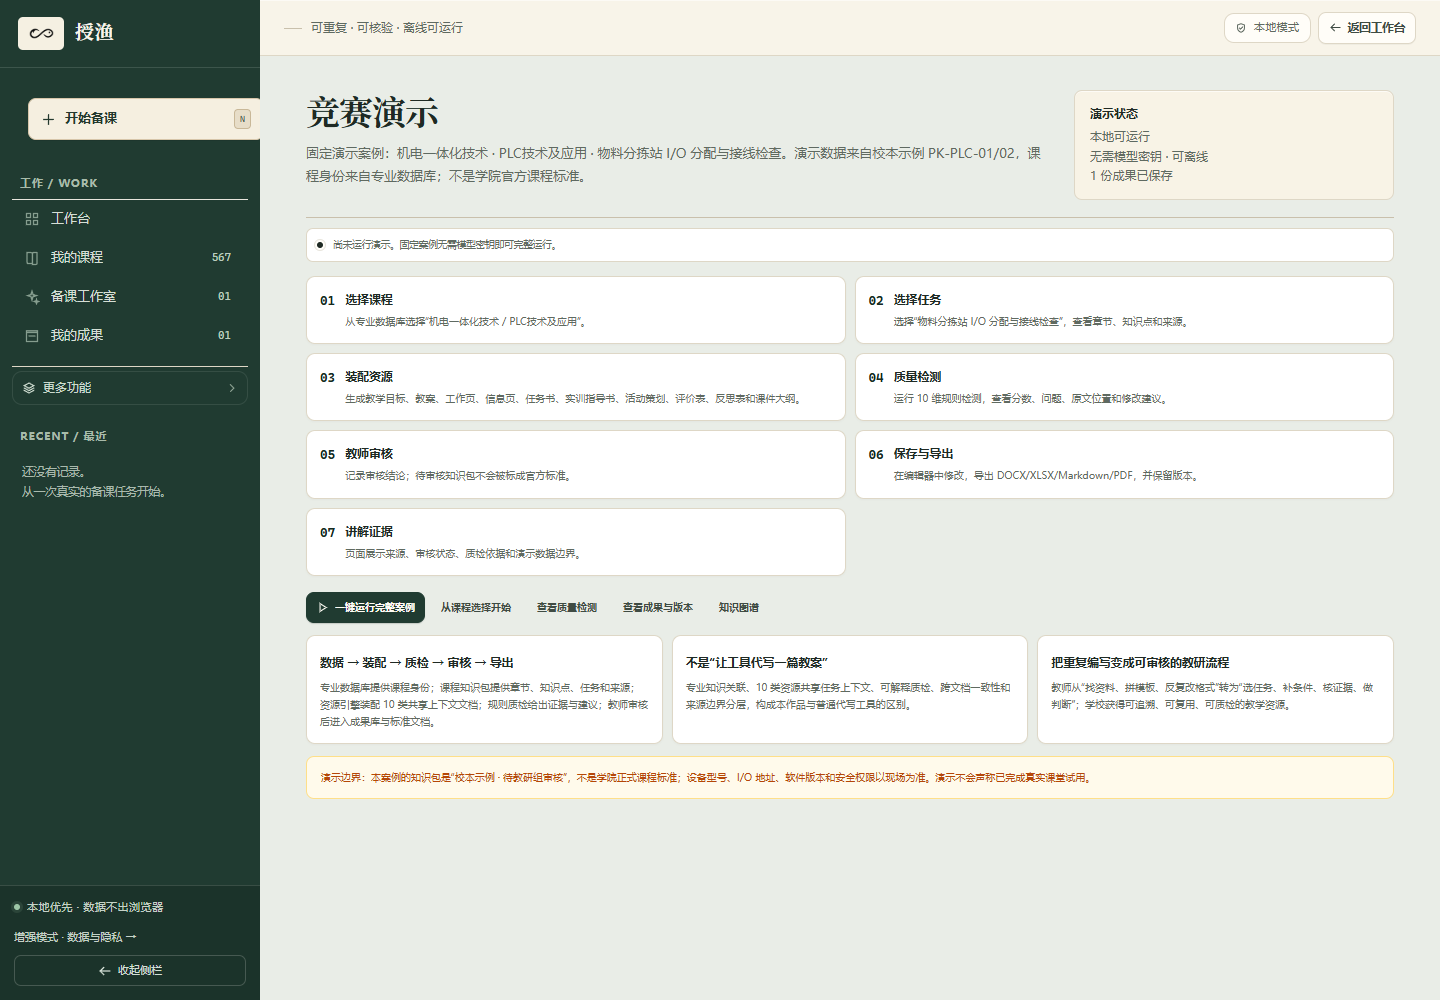 授渔
开始备课
N
工作 / WORK
工作台
我的课程
567
备课工作室
01
我的成果
01
更多功能
RECENT / 最近
还没有记录。
从一次真实的备课任务开始。
本地优先 · 数据不出浏览器
增强模式 · 数据与隐私 →
← 收起侧栏
可重复 · 可核验 · 离线可运行
本地模式
← 返回工作台
竞赛演示
固定演示案例：机电一体化技术 · PLC技术及应用 · 物料分拣站 I/O 分配与接线检查。演示数据来自校本示例 PK-PLC-01/02，课
程身份来自专业数据库；不是学院官方课程标准。
演示状态
本地可运行
无需模型密钥 · 可离线
1 份成果已保存
尚未运行演示。固定案例无需模型密钥即可完整运行。
01 选择课程
从专业数据库选择“机电一体化技术 / PLC技术及应用”。
02 选择任务
选择“物料分拣站 I/O 分配与接线检查”，查看章节、知识点和来源。
03 装配资源
生成教学目标、教案、工作页、信息页、任务书、实训指导书、活动策划、评价表、反思表和课件大纲。
04 质量检测
运行 10 维规则检测，查看分数、问题、原文位置和修改建议。
05 教师审核
记录审核结论；待审核知识包不会被标成官方标准。
06 保存与导出
在编辑器中修改，导出 DOCX/XLSX/Markdown/PDF，并保留版本。
07 讲解证据
页面展示来源、审核状态、质检依据和演示数据边界。
一键运行完整案例
从课程选择开始
查看质量检测
查看成果与版本
知识图谱
数据 → 装配 → 质检 → 审核 → 导出
专业数据库提供课程身份；课程知识包提供章节、知识点、任务和来源；
资源引擎装配 10 类共享上下文文档；规则质检给出证据与建议；教师审核
后进入成果库与标准文档。
不是“让工具代写一篇教案”
专业知识关联、10 类资源共享任务上下文、可解释质检、跨文档一致性和
来源边界分层，构成本作品与普通代写工具的区别。
把重复编写变成可审核的教研流程
教师从“找资料、拼模板、反复改格式”转为“选任务、补条件、核证据、做
判断”；学校获得可追溯、可复用、可质检的教学资源。
演示边界：本案例的知识包是“校本示例 · 待教研组审核”，不是学院正式课程标准；设备型号、I/O 地址、软件版本和安全权限以现场为准。演示不会声称已完成真实课堂试用。